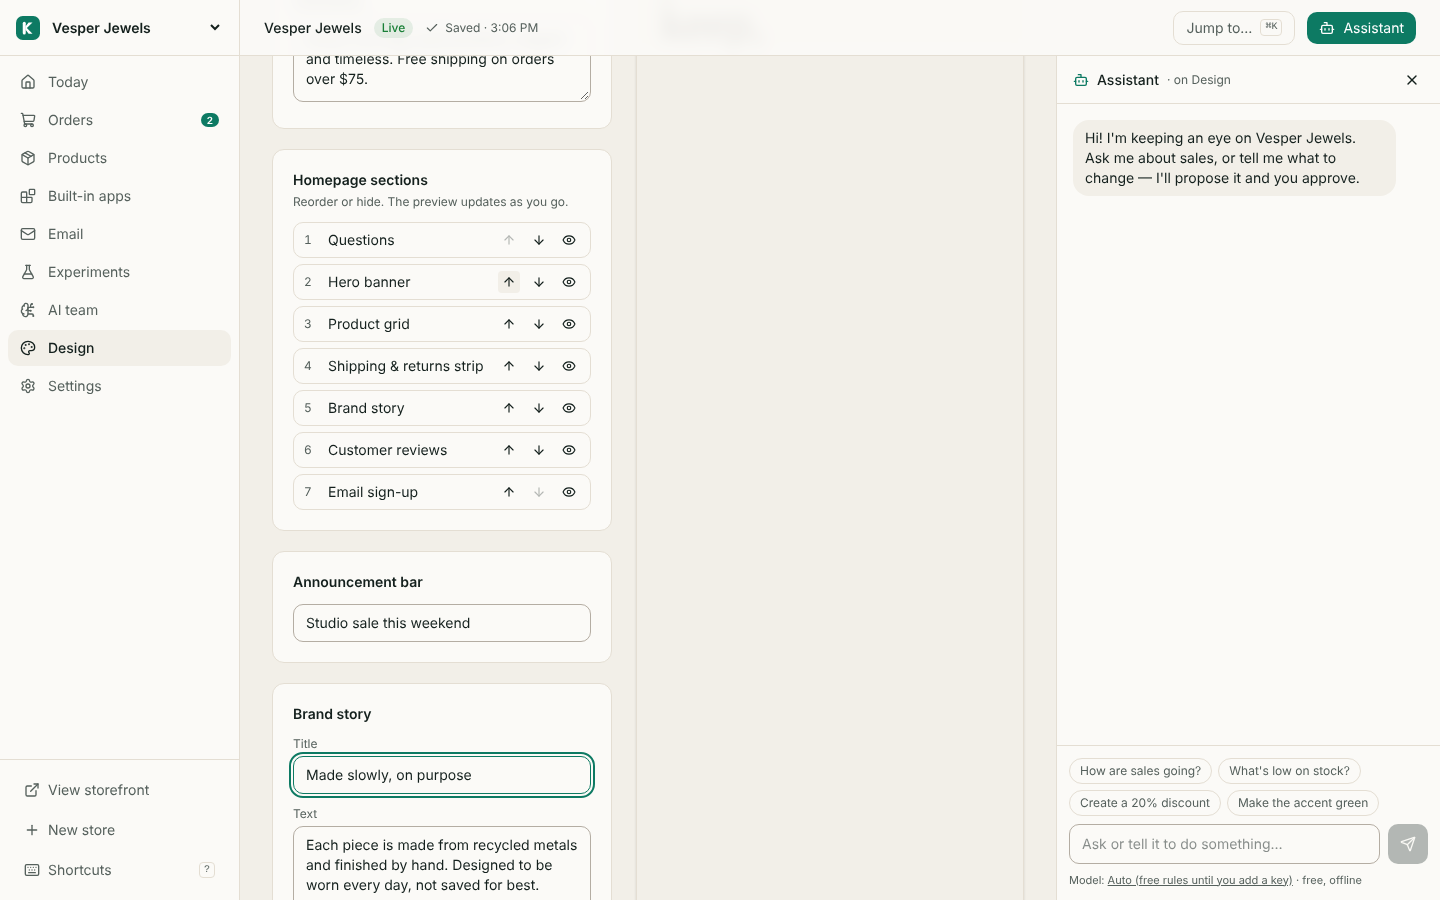 Vesper Jewels
Vesper Jewels
Live
Saved · 3:06 PM
Jump to...
⌘K
Assistant
Today
Orders
2
Products
Built-in apps
Email
Experiments
AI team
Design
Settings
View storefront
New store
Shortcuts
?
and timeless. Free shipping on orders
over $75.
Homepage sections
Reorder or hide. The preview updates as you go.
1 Questions
2 Hero banner
3 Product grid
4 Shipping & returns strip
5 Brand story
6 Customer reviews
7 Email sign-up
Announcement bar
Studio sale this weekend
Brand story
Title
Made slowly, on purpose
Text
Each piece is made from recycled metals
and finished by hand. Designed to be
worn every day, not saved for best.
Assistant · on Design
Hi! I'm keeping an eye on Vesper Jewels.
Ask me about sales, or tell me what to
change — I'll propose it and you approve.
How are sales going?
What's low on stock?
Create a 20% discount
Make the accent green
Ask or tell it to do something...
Model: Auto (free rules until you add a key) · free, offline